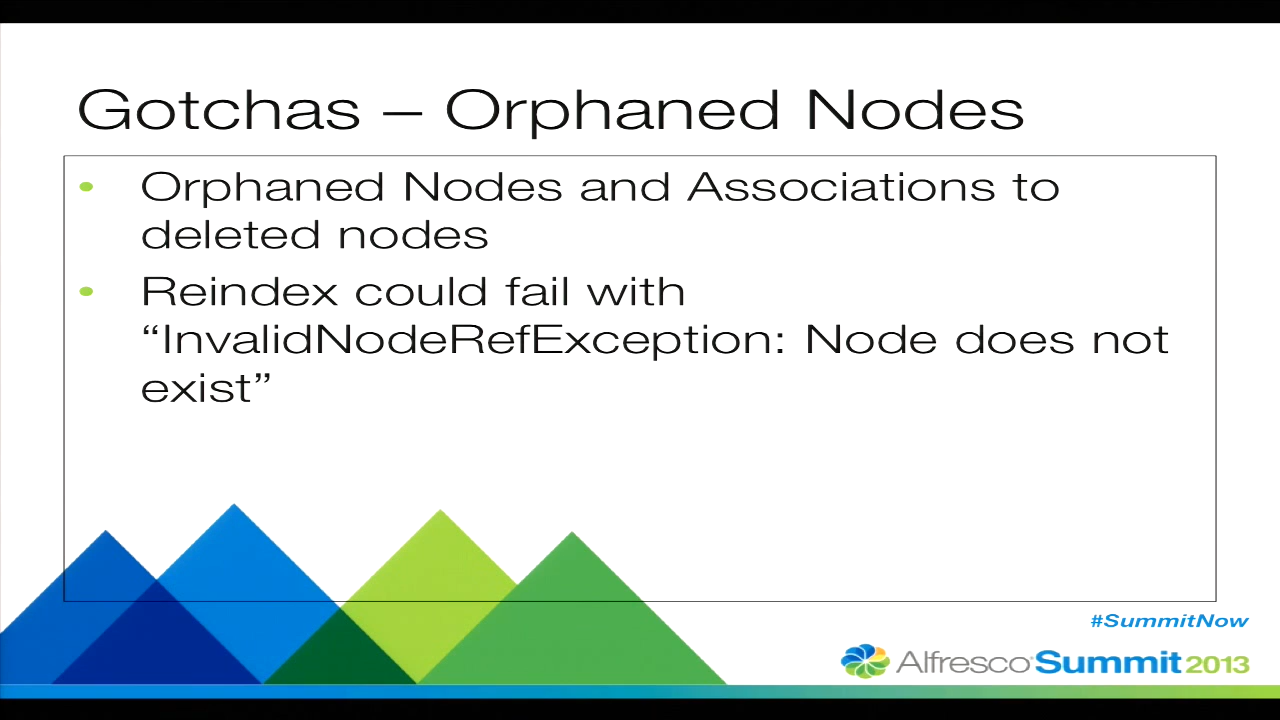 Gotchas – Orphaned Nodes
• Orphaned Nodes and Associations to
deleted nodes
• Reindex could fail with
“InvalidNodeRefException: Node does not
exist”
#SummitNow
Alfresco Summit 2013